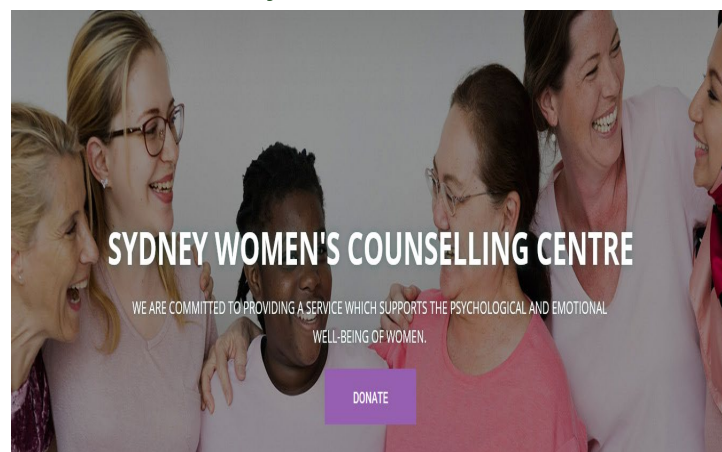 SYDNEY WOMEN'S COUNSELLING CENTRE
WE ARE COMMITTED TO PROVIDING A SERVICE WHICH SUPPORTS THE PSYCHOLOGICAL AND EMOTIONAL
WELL-BEING OF WOMEN.
DONATE